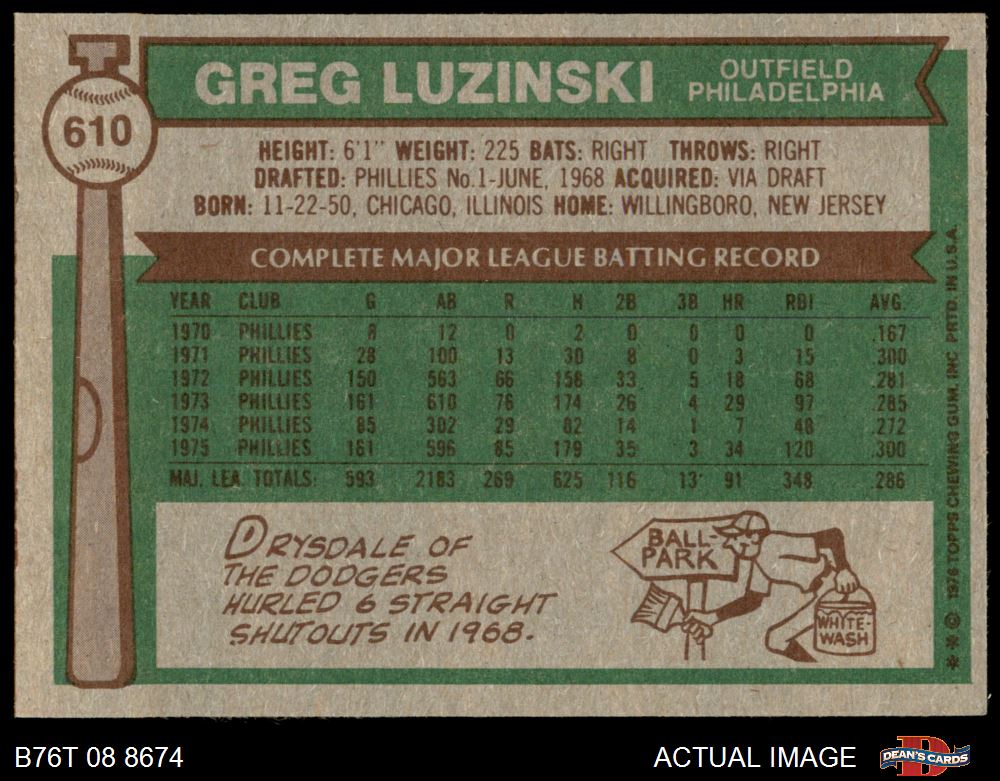 610
GREG LUZINSKI
OUTFIELD
PHILADELPHIA
HEIGHT: 6'1" WEIGHT: 225 BATS: RIGHT THROWS: RIGHT
DRAFTED: PHILLIES No.1-JUNE, 1968 ACQUIRED: VIA DRAFT
BORN: 11-22-50, CHICAGO, ILLINOIS HOME: WILLINGBORO, NEW JERSEY
COMPLETE MAJOR LEAGUE BATTING RECORD
YEAR CLUB G AB R H 2B 3B HR RBI AVG.
1970 PHILLIES 8 12 0 2 0 0 0 0 .167
1971 PHILLIES 28 100 13 30 8 0 3 15 .300
1972 PHILLIES 150 563 66 158 33 5 18 68 .281
1973 PHILLIES 161 610 76 174 26 4 29 97 .285
1974 PHILLIES 85 302 29 82 14 1 7 48 .272
1975 PHILLIES 161 596 85 179 35 3 34 120 .300
MAJ. LEA. TOTALS: 593 2183 269 625 116 13 91 348 .286
DRYSDALE OF
THE DODGERS
HURLED 6 STRAIGHT
SHUTOUTS IN 1968.
BALL-
PARK
WHITE-
WASH
** © 1976 TOPPS CHEWING GUM, INC. PRTD. IN U.S.A.
B76T 08 8674
ACTUAL IMAGE
DEAN'S CARDS